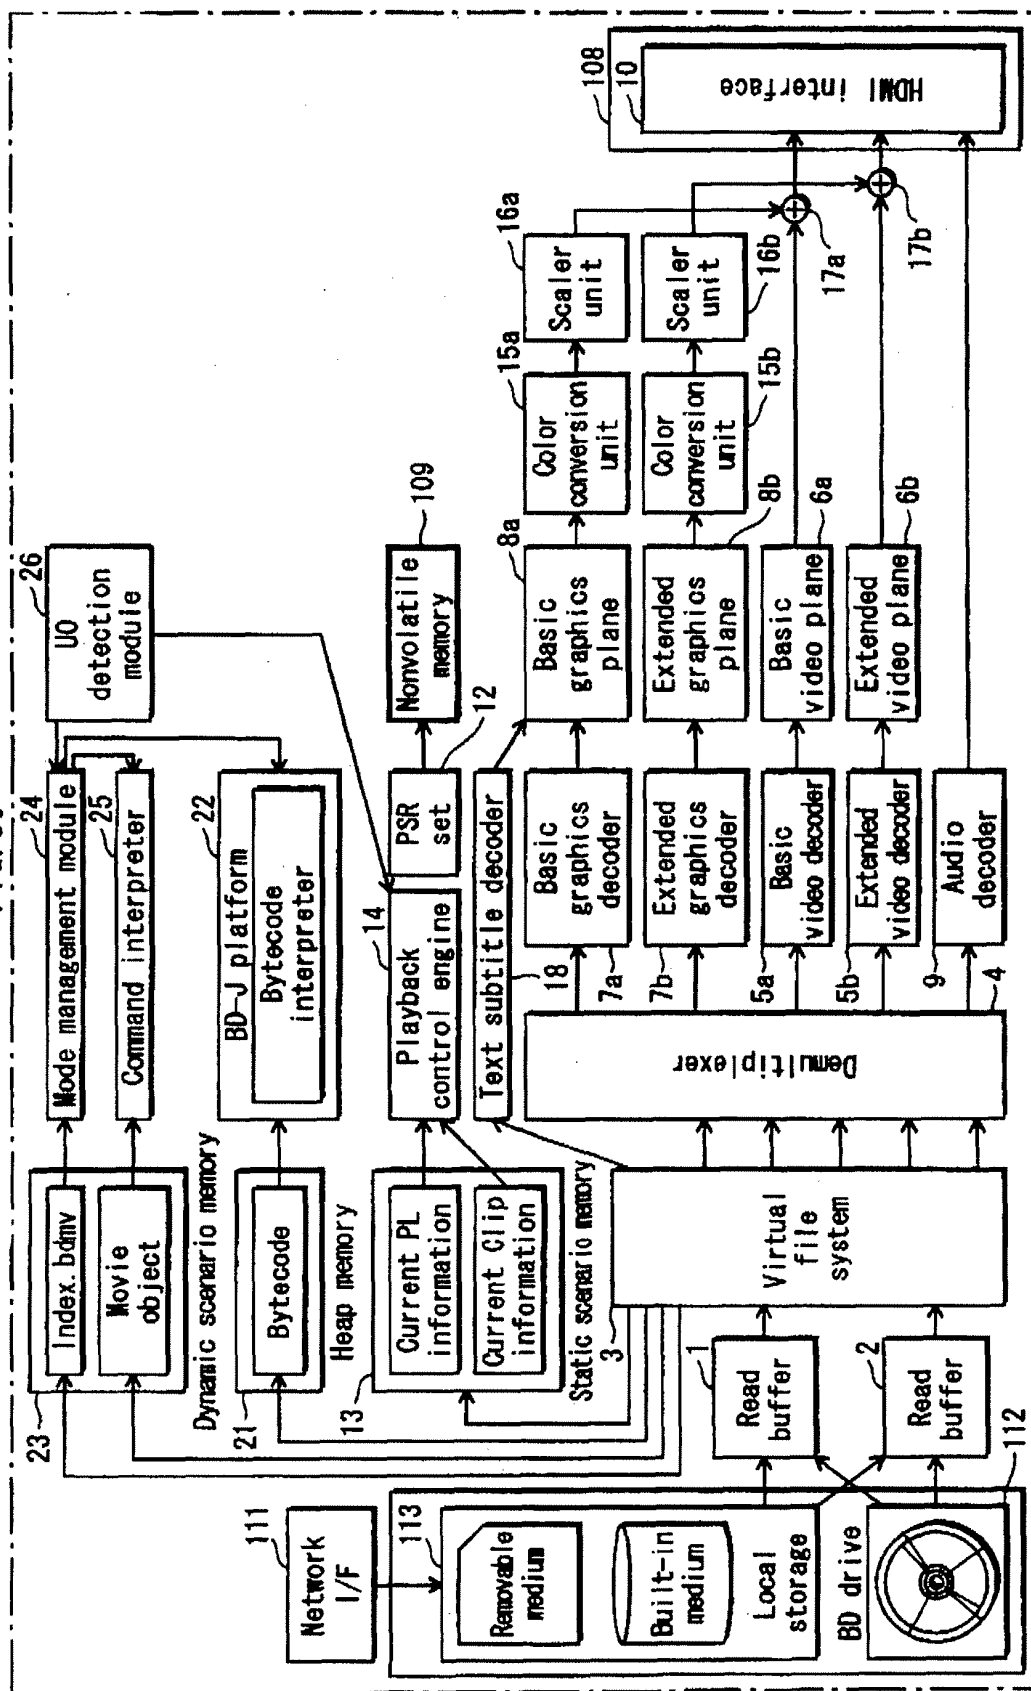 26
UO
detection
module
24
Mode management module
25
Command interpreter
22
BD-J platform
Bytecode
interpreter
23
Index.bdmv
Movie
object
Dynamic scenario memory
21
Bytecode
Heap memory
13
Current PL
information
Current Clip
information
Static scenario memory
14
Playback
control engine
PSR
set
12
Nonvolatile
memory
109
Text subtitle decoder
18
111
Network
I/F
113
Removable
medium
Built-in
medium
Local
storage
BD drive
112
1
Read
buffer
2
Read
buffer
3
Virtual
file
system
Demultiplexer
4
Basic
graphics
decoder
7a
Extended
graphics
decoder
7b
Basic
video decoder
5a
Extended
video decoder
5b
Audio
decoder
9
8a
Basic
graphics
plane
Extended
graphics
plane
8b
Basic
video plane
6a
Extended
video plane
6b
15a
Color
conversion
unit
Color
conversion
unit
15b
16a
Scaler
unit
Scaler
unit
16b
17a
17b
108
10
HDMI interface